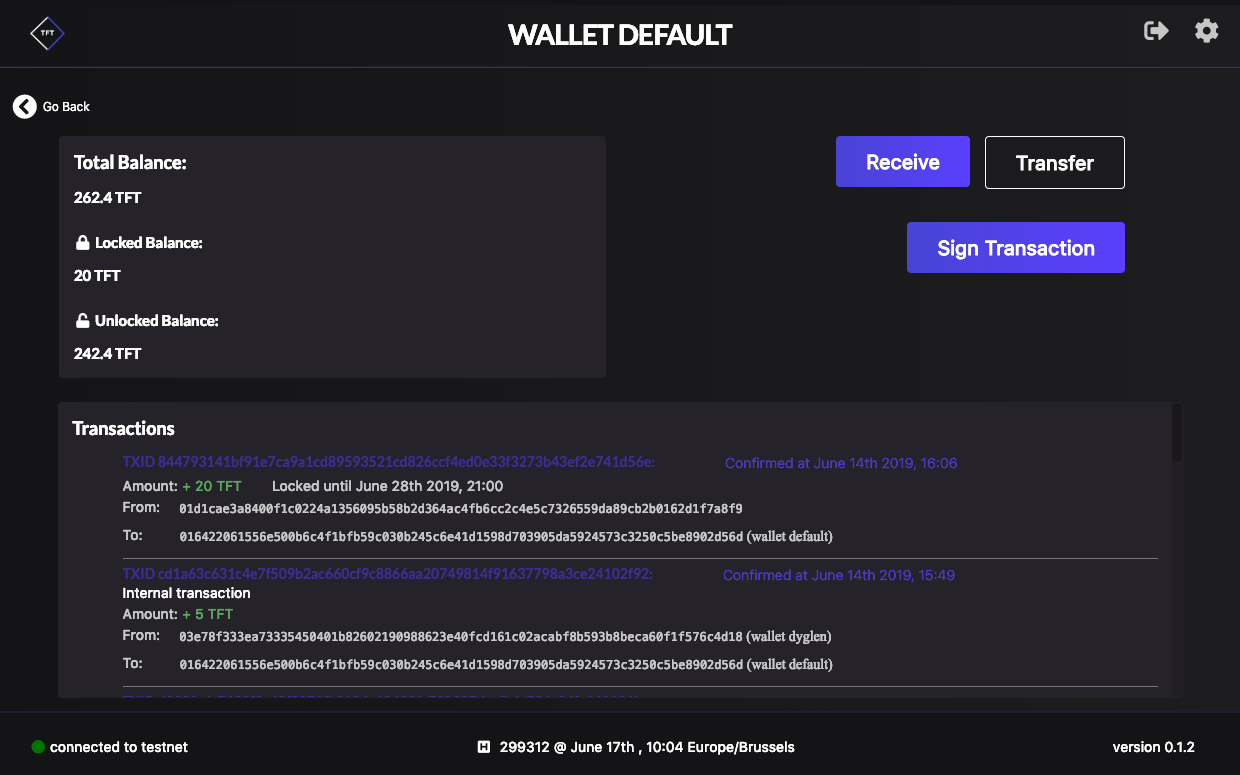 TFT
WALLET DEFAULT
Go Back
Total Balance:
262.4 TFT
Locked Balance:
20 TFT
Unlocked Balance:
242.4 TFT
Receive
Transfer
Sign Transaction
Transactions
TXID 844793141bf91e7ca9a1cd89593521cd826ccf4ed0e33f3273b43ef2e741d56e: Confirmed at June 14th 2019, 16:06
Amount: + 20 TFT Locked until June 28th 2019, 21:00
From: 01d1cae3a8400f1c0224a1356095b58b2d364ac4fb6cc2c4e5c7326559da89cb2b0162d1f7a8f9
To: 016422061556e500b6c4f1bfb59c030b245c6e41d1598d703905da5924573c3250c5be8902d56d (wallet default)
TXID cd1a63c631c4e7f509b2ac660cf9c8866aa20749814f91637798a3ce24102f92: Confirmed at June 14th 2019, 15:49
Internal transaction
Amount: + 5 TFT
From: 03e78f333ea73335450401b82602190988623e40fcd161c02acabf8b593b8beca60f1f576c4d18 (wallet dyglen)
To: 016422061556e500b6c4f1bfb59c030b245c6e41d1598d703905da5924573c3250c5be8902d56d (wallet default)
connected to testnet
H 299312 @ June 17th , 10:04 Europe/Brussels
version 0.1.2